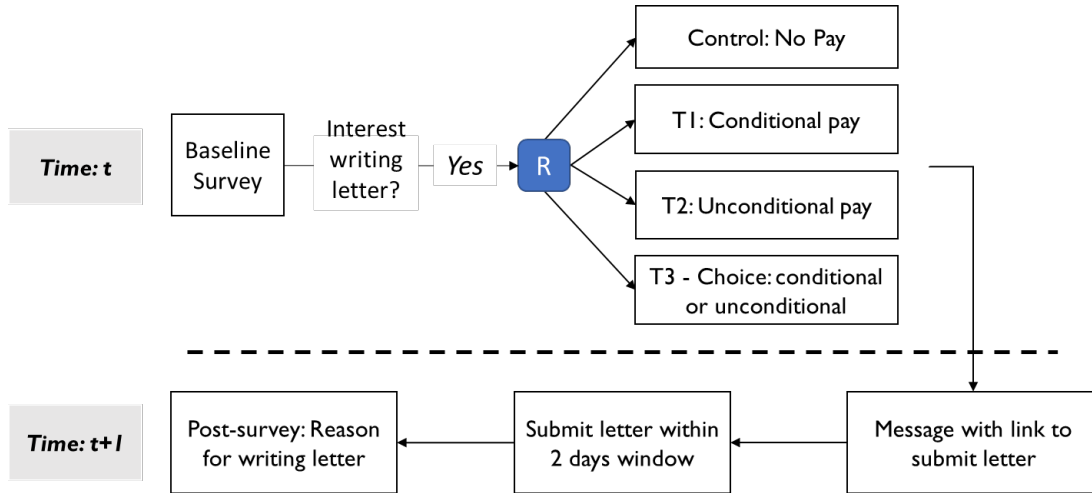 Control: No Pay
T1: Conditional pay
Time: t
Baseline
Survey
Interest
writing
letter?
Yes
R
T2: Unconditional pay
T3 - Choice: conditional
or unconditional
Time: t+1
Post-survey: Reason
for writing letter
Submit letter within
2 days window
Message with link to
submit letter